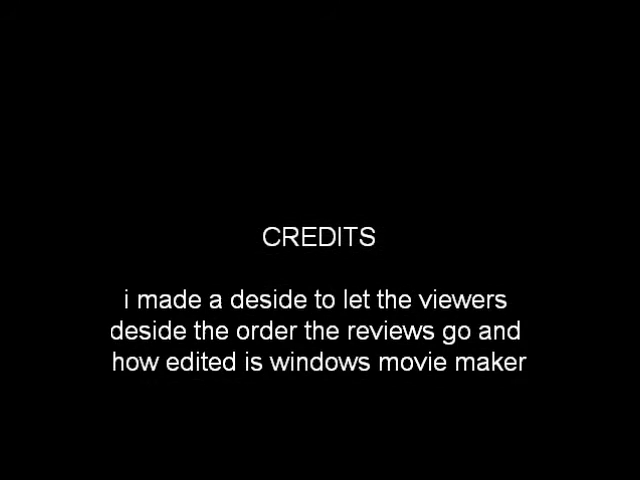 CREDITS
i made a deside to let the viewers
deside the order the reviews go and
how edited is windows movie maker